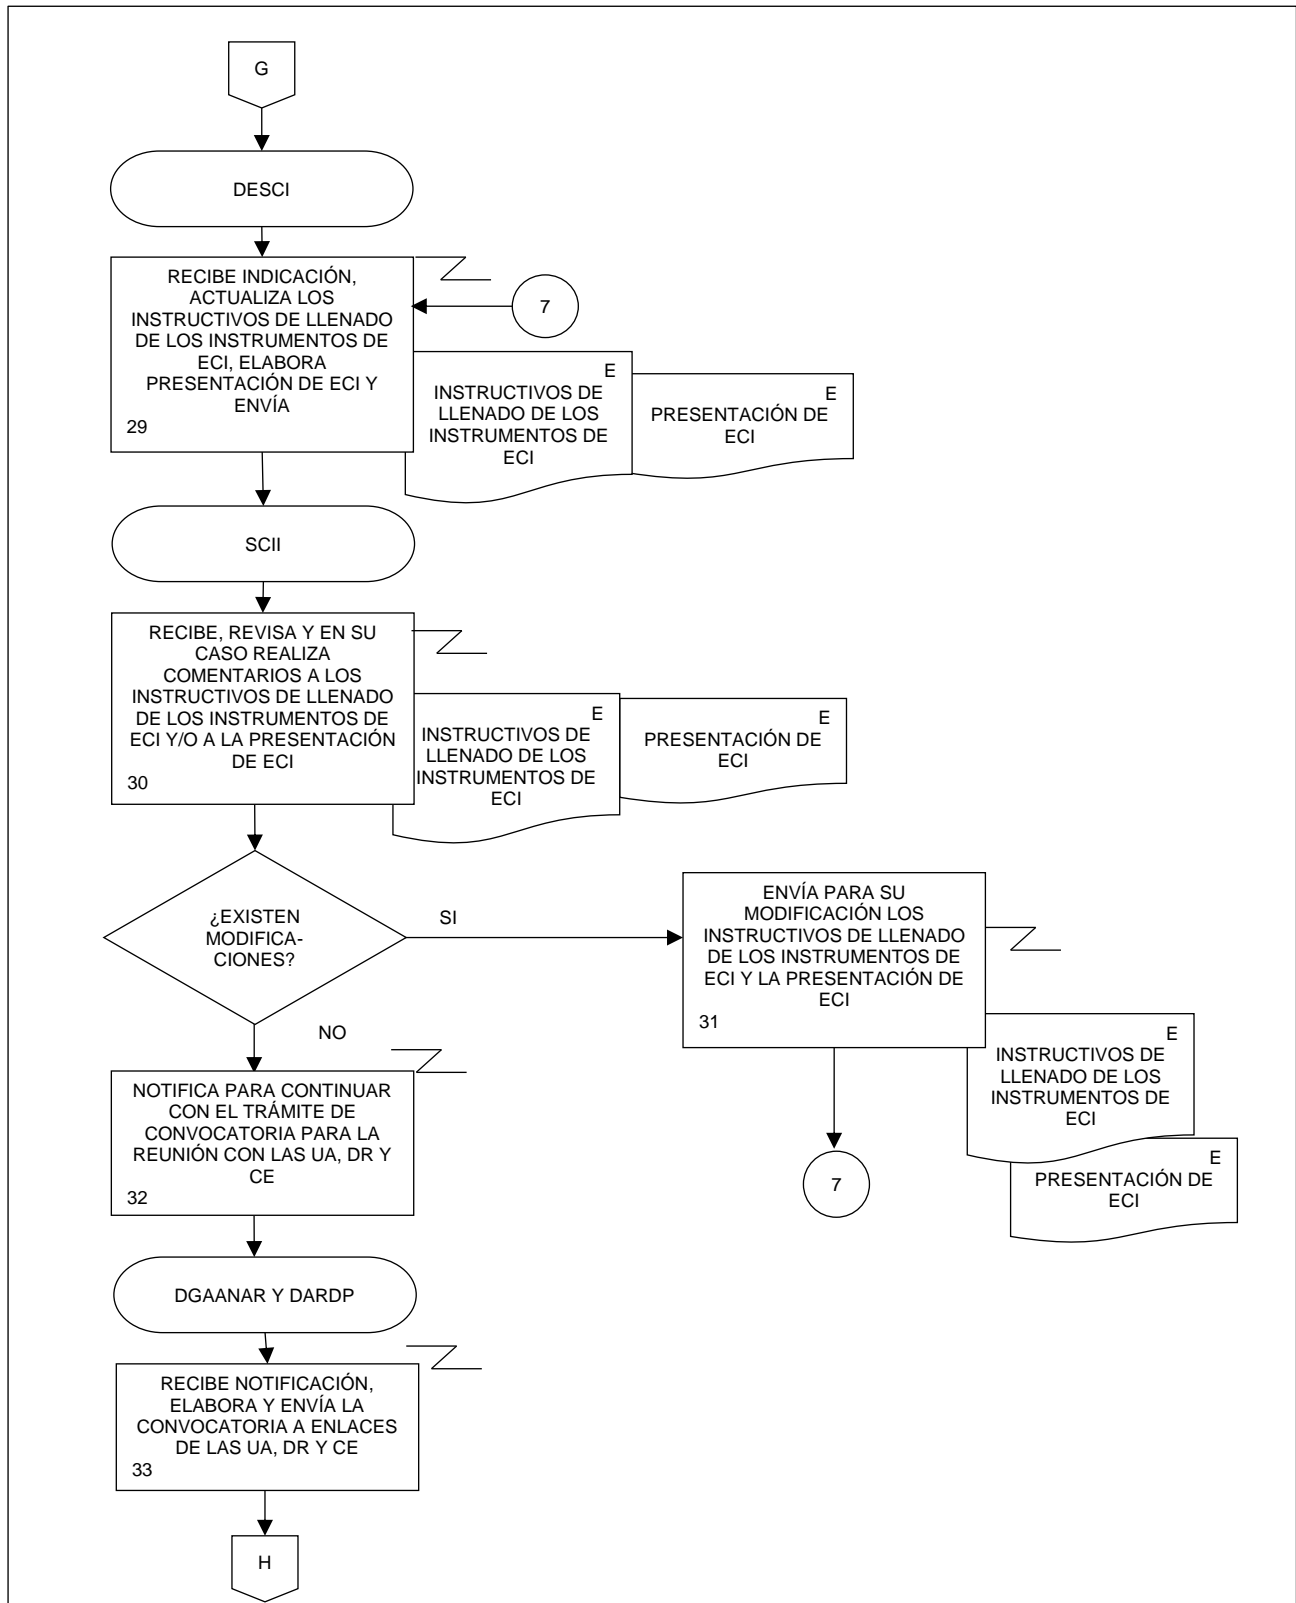 G
DESCI
RECIBE INDICACIÓN,
ACTUALIZA LOS
INSTRUCTIVOS DE LLENADO
DE LOS INSTRUMENTOS DE
ECI, ELABORA
PRESENTACIÓN DE ECI Y
ENVÍA
29
7
E
INSTRUCTIVOS DE
LLENADO DE LOS
INSTRUMENTOS DE
ECI
E
PRESENTACIÓN DE
ECI
SCII
RECIBE, REVISA Y EN SU
CASO REALIZA
COMENTARIOS A LOS
INSTRUCTIVOS DE LLENADO
DE LOS INSTRUMENTOS DE
ECI Y/O A LA PRESENTACIÓN
DE ECI
30
E
INSTRUCTIVOS DE
LLENADO DE LOS
INSTRUMENTOS DE
ECI
E
PRESENTACIÓN DE
ECI
¿EXISTEN
MODIFICA-
CIONES?
SI
ENVÍA PARA SU
MODIFICACIÓN LOS
INSTRUCTIVOS DE LLENADO
DE LOS INSTRUMENTOS DE
ECI Y LA PRESENTACIÓN DE
ECI
31
E
INSTRUCTIVOS DE
LLENADO DE LOS
INSTRUMENTOS DE
ECI
E
PRESENTACIÓN DE
ECI
7
NO
NOTIFICA PARA CONTINUAR
CON EL TRÁMITE DE
CONVOCATORIA PARA LA
REUNIÓN CON LAS UA, DR Y
CE
32
DGAANAR Y DARDP
RECIBE NOTIFICACIÓN,
ELABORA Y ENVÍA LA
CONVOCATORIA A ENLACES
DE LAS UA, DR Y CE
33
H